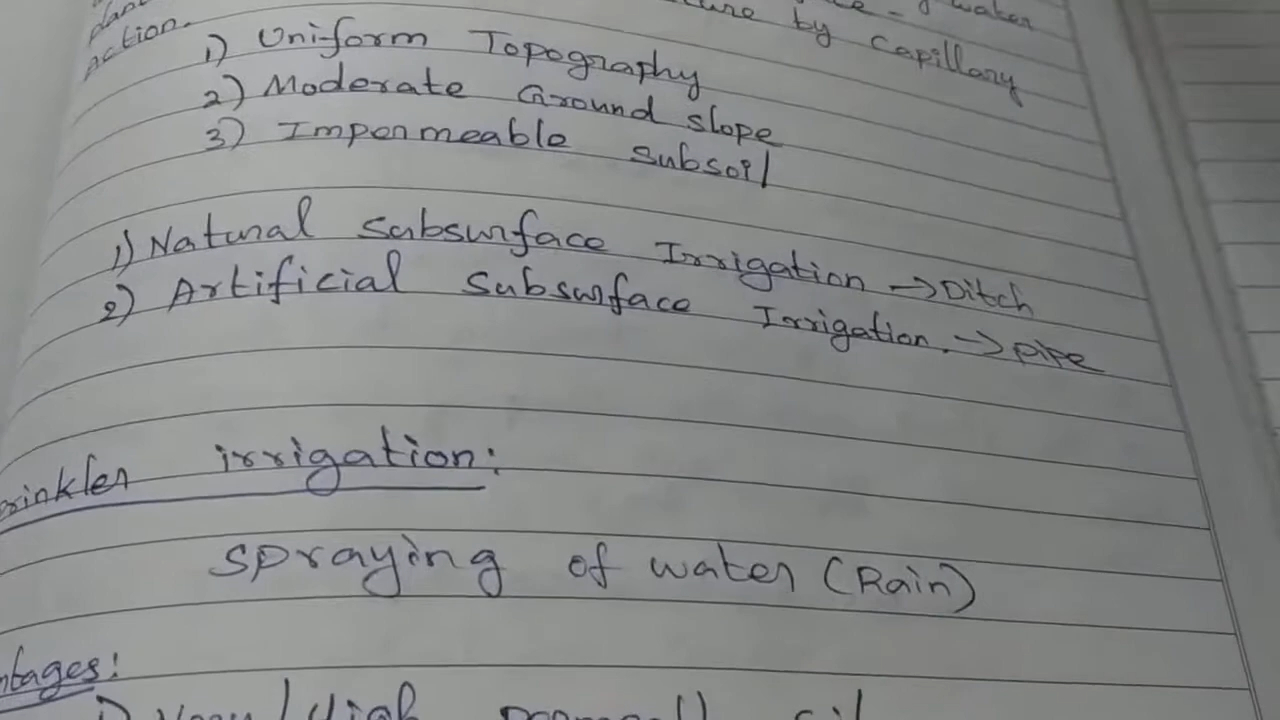 water
by capillary
action.
1) Uniform Topography
2) Moderate Ground slope
3) Impermeable subsoil
1) Natural subsurface Irrigation → Ditch
2) Artificial subsurface Irrigation. → pipe
irrigation:
spraying of water (Rain)